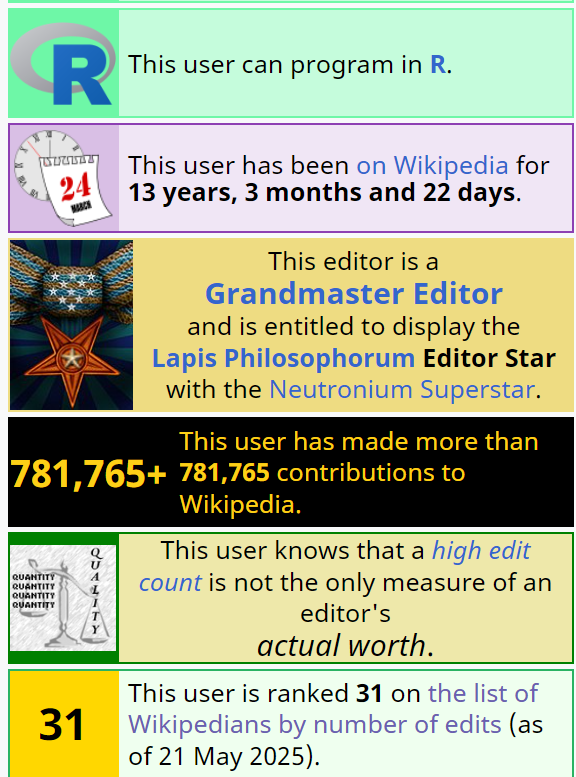 R
This user can program in R.
24
MARCH
This user has been on Wikipedia for
13 years, 3 months and 22 days.
This editor is a
Grandmaster Editor
and is entitled to display the
Lapis Philosophorum Editor Star
with the Neutronium Superstar.
781,765+
This user has made more than
781,765 contributions to
Wikipedia.
QUANTITY
QUANTITY
QUANTITY
QUANTITY
QUALITY
This user knows that a high edit
count is not the only measure of an
editor's
actual worth.
31
This user is ranked 31 on the list of
Wikipedians by number of edits (as
of 21 May 2025).